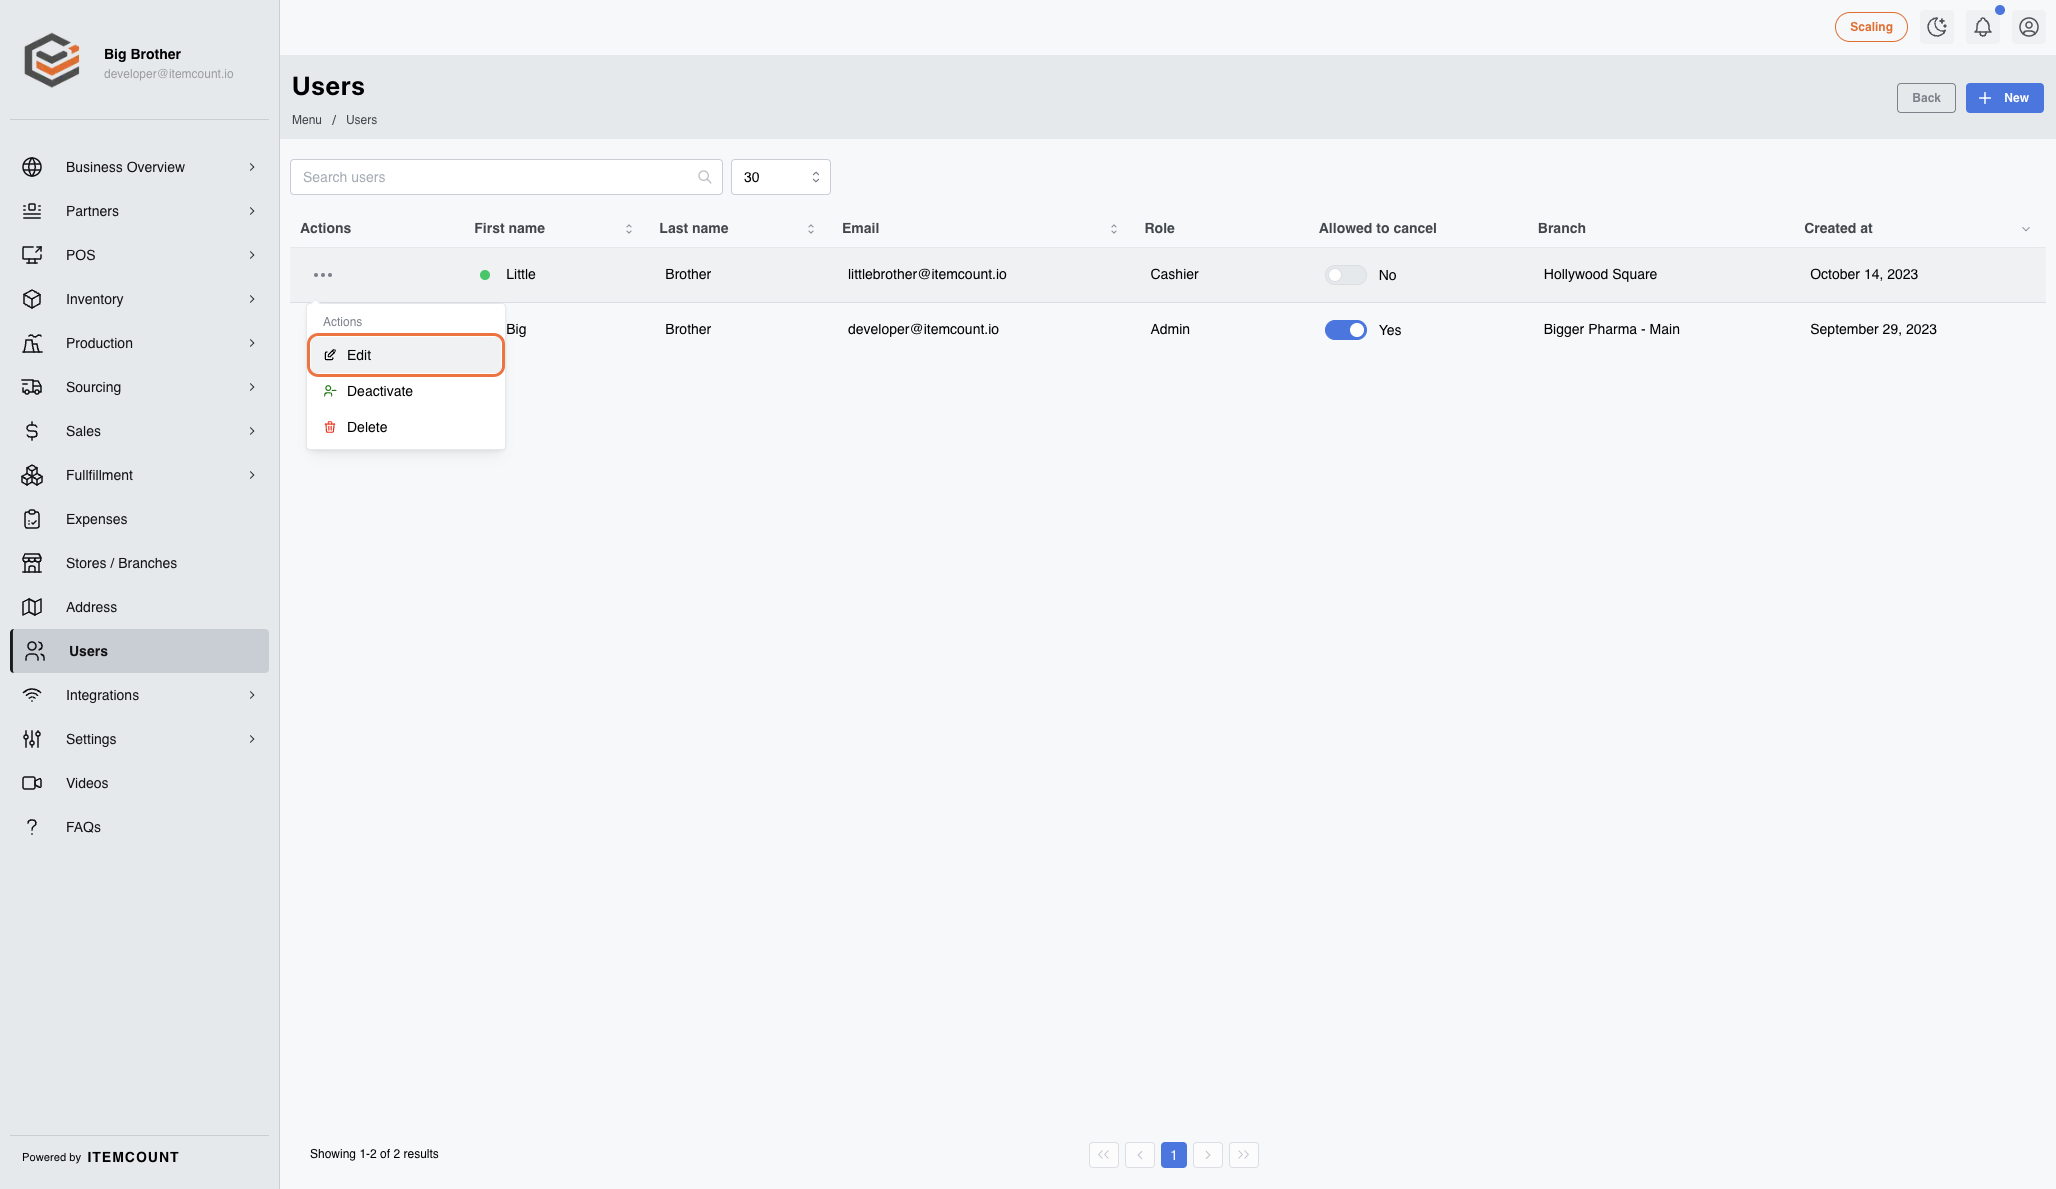 Big Brother
developer@itemcount.io
Business Overview
Partners
POS
Inventory
Production
Sourcing
Sales
Fullfillment
Expenses
Stores / Branches
Address
Users
Integrations
Settings
Videos
FAQs
Powered by ITEMCOUNT
Scaling
Users
Menu / Users
Back
New
Search users
30
Actions First name Last name Email Role Allowed to cancel Branch Created at
Little Brother littlebrother@itemcount.io Cashier No Hollywood Square October 14, 2023
Big Brother developer@itemcount.io Admin Yes Bigger Pharma - Main September 29, 2023
Actions
Edit
Deactivate
Delete
Showing 1-2 of 2 results
1